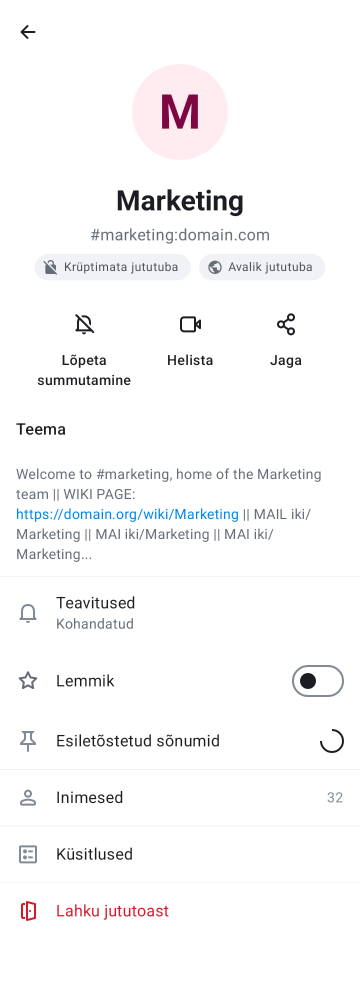 M
Marketing
#marketing:domain.com
Krüptimata jututuba
Avalik jututuba
Lõpeta
summutamine
Helista
Jaga
Teema
Welcome to #marketing, home of the Marketing
team || WIKI PAGE:
https://domain.org/wiki/Marketing || MAIL iki/
Marketing || MAI iki/Marketing || MAI iki/
Marketing...
Teavitused
Kohandatud
Lemmik
Esiletõstetud sõnumid
Inimesed
32
Küsitlused
Lahku jututoast